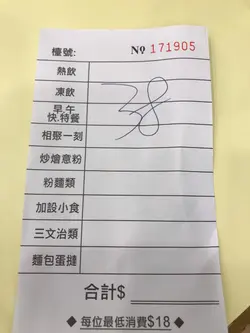 檯號: № 171905
熱飲
凍飲
早.午
快.特餐
38
相聚一刻
炒燴意粉
粉麵類
加設小食
三文治類
麵包蛋撻
合計$
◆ 每位最低消費$18 ◆